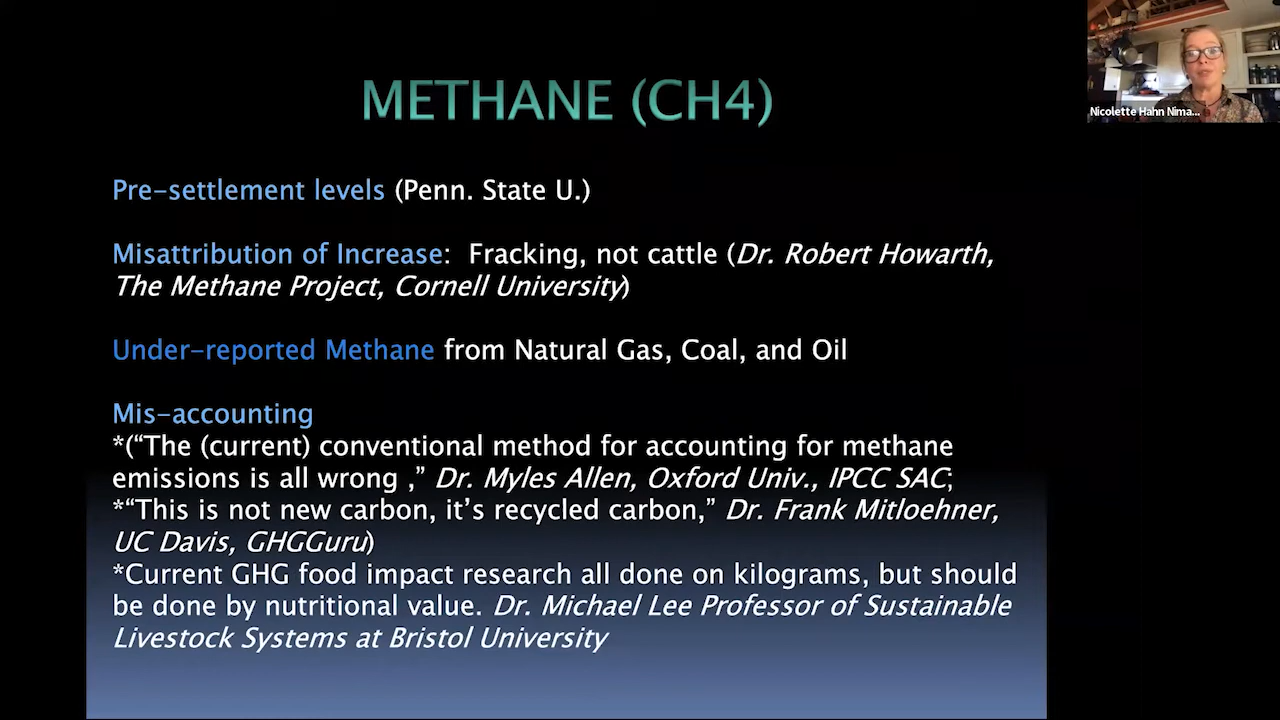 METHANE (CH4)
Nicolette Hahn Nima...
Pre-settlement levels (Penn. State U.)
Misattribution of Increase:  Fracking, not cattle (Dr. Robert Howarth,
The Methane Project, Cornell University)
Under-reported Methane from Natural Gas, Coal, and Oil
Mis-accounting
*(“The (current) conventional method for accounting for methane
emissions is all wrong ,” Dr. Myles Allen, Oxford Univ., IPCC SAC;
*“This is not new carbon, it’s recycled carbon,” Dr. Frank Mitloehner,
UC Davis, GHGGuru)
*Current GHG food impact research all done on kilograms, but should
be done by nutritional value. Dr. Michael Lee Professor of Sustainable
Livestock Systems at Bristol University